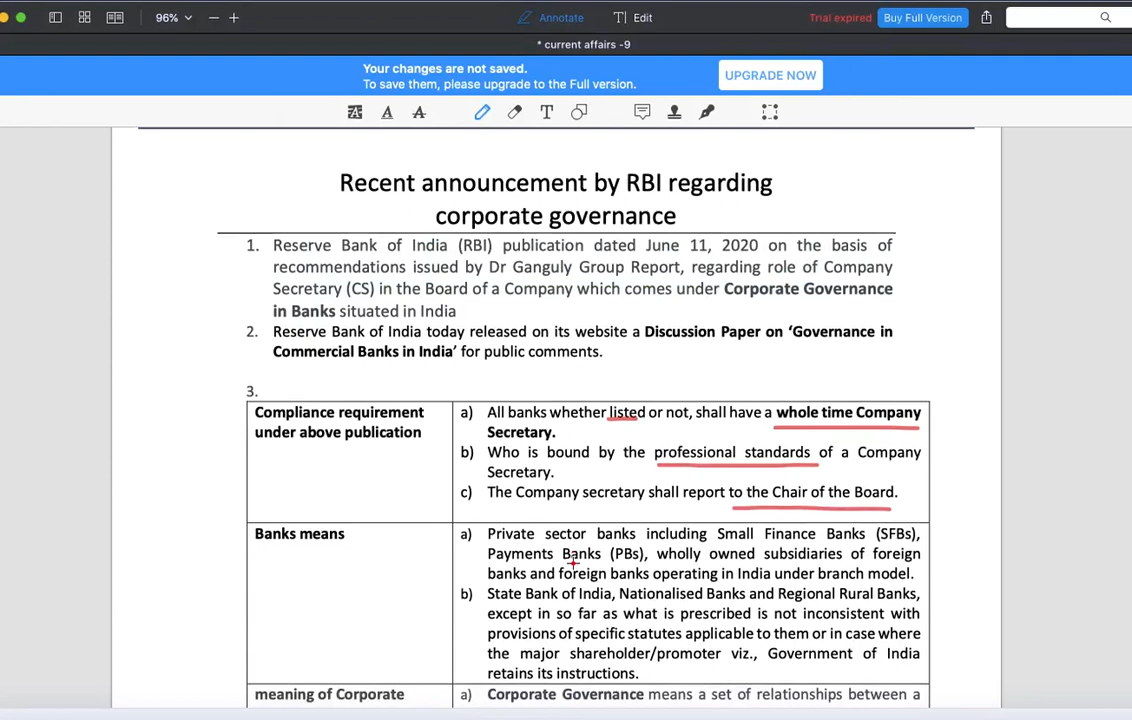 96%
Annotate
Edit
Trial expired
Buy Full Version
* current affairs -9
Your changes are not saved.
To save them, please upgrade to the Full version.
UPGRADE NOW
Recent announcement by RBI regarding
corporate governance
1. Reserve Bank of India (RBI) publication dated June 11, 2020 on the basis of
recommendations issued by Dr Ganguly Group Report, regarding role of Company
Secretary (CS) in the Board of a Company which comes under Corporate Governance
in Banks situated in India
2. Reserve Bank of India today released on its website a Discussion Paper on ‘Governance in
Commercial Banks in India’ for public comments.
3.
Compliance requirement
under above publication
a) All banks whether listed or not, shall have a whole time Company
Secretary.
b) Who is bound by the professional standards of a Company
Secretary.
c) The Company secretary shall report to the Chair of the Board.
Banks means
a) Private sector banks including Small Finance Banks (SFBs),
Payments Banks (PBs), wholly owned subsidiaries of foreign
banks and foreign banks operating in India under branch model.
b) State Bank of India, Nationalised Banks and Regional Rural Banks,
except in so far as what is prescribed is not inconsistent with
provisions of specific statutes applicable to them or in case where
the major shareholder/promoter viz., Government of India
retains its instructions.
meaning of Corporate
a) Corporate Governance means a set of relationships between a